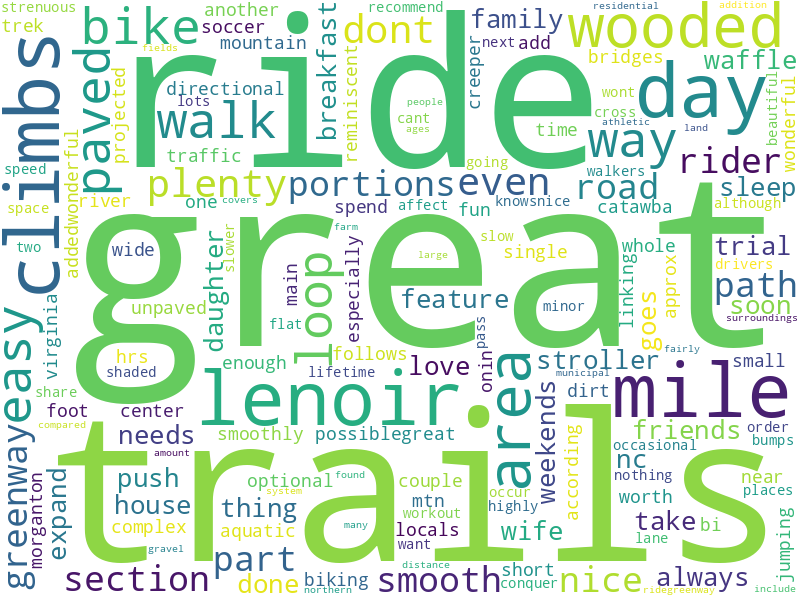 strenuous
trek
climbs
bike
paved
projected
ride
soccer
another
mountain
directional
lots
walk
traffic
breakfast
reminiscent
dont
recommend
cant
people
ages
family
next
add
creeper
residential
in addition
wooded
bridges
waffle
wont
cross
athletic
land
beautiful
wonderful
day
time
going
way
walkers
rider
speed
space
two
river
addedwonderful
plenty
one
covers
portions
spend
affect
even
fun
knowsnice
road
catawba
sleep
although
great
wide
unpaved
daughter
slower
loop
farm
main
flat
especially
large
slow
single
minor
feature
linking
whole
goes
approx
trial
drivers
path
soon
surroundings
virginia
easy
hrs
shaded
share
foot
center
enough
follows
lifetime
love
onin
pass
stroller
municipal
fairly
small
dirt
mile
greenway
compared
morganton
lenoir
needs
smoothly
possiblegreat
area
weekends
friends
nc
occasional
order
bumps
nothing
near
places
expand
amount
push
house
complex
gravel
trails
thing
optional
system
aquatic
found
many
couple
mtn
workout
locals
want
occur
highly
wife
according
worth
take
bi
lane
jumping
section
part
done
northern
biking
distance
smooth
short
conquer
nice
ridegreenway
always
include
fields